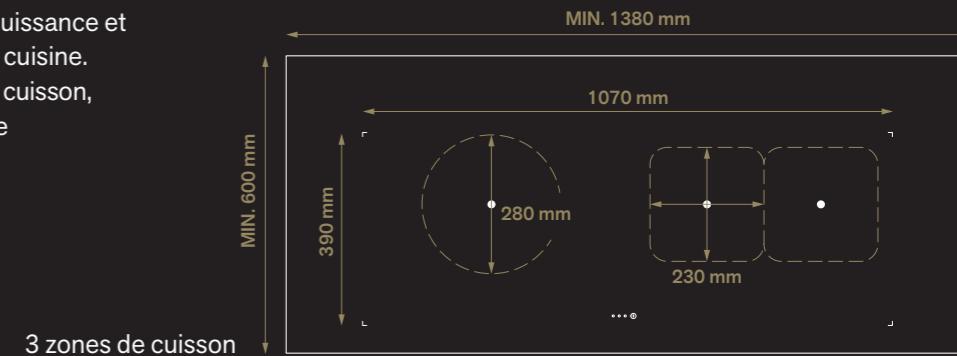 uissance et
cuisine.
cuisson,
e
3 zones de cuisson
MIN. 1380 mm
1070 mm
MIN. 600 mm
390 mm
280 mm
230 mm